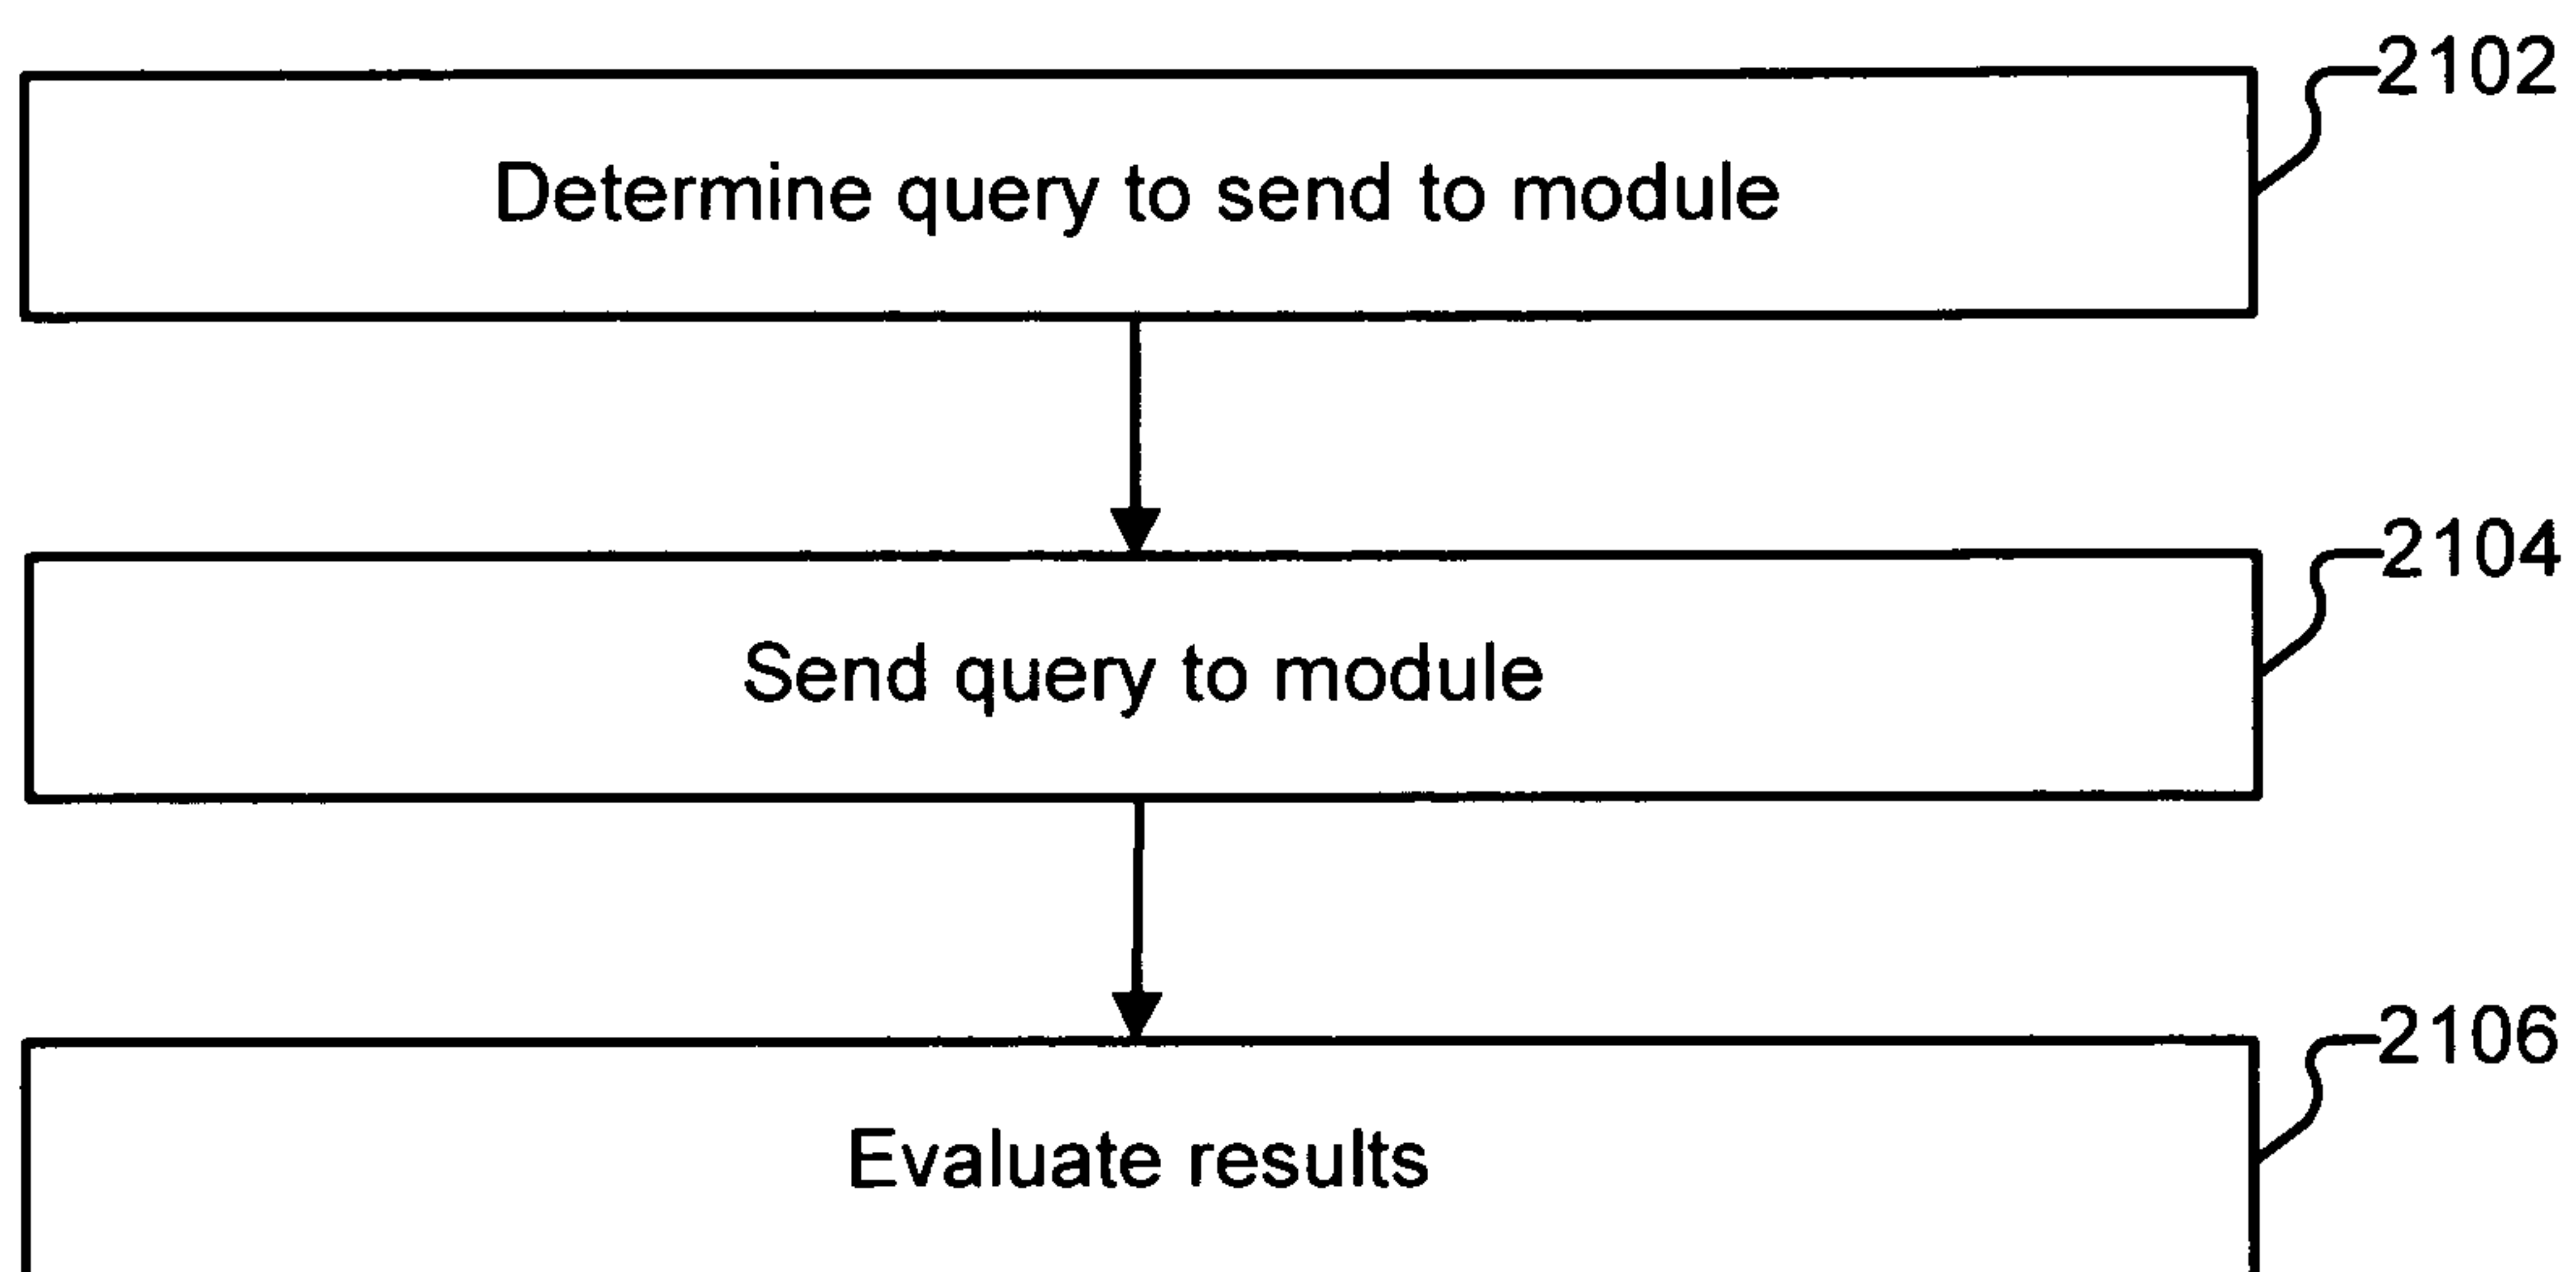 2102
Determine query to send to module
2104
Send query to module
2106
Evaluate results